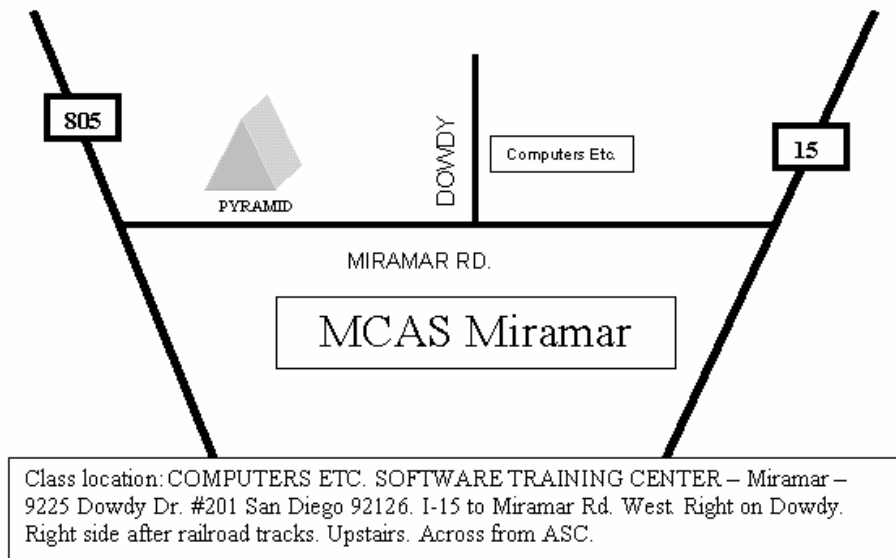 805
DOWDY
Computers Etc.
15
PYRAMID
MIRAMAR RD.
MCAS Miramar
Class location: COMPUTERS ETC. SOFTWARE TRAINING CENTER – Miramar –
9225 Dowdy Dr. #201 San Diego 92126. I-15 to Miramar Rd. West. Right on Dowdy.
Right side after railroad tracks. Upstairs. Across from ASC.